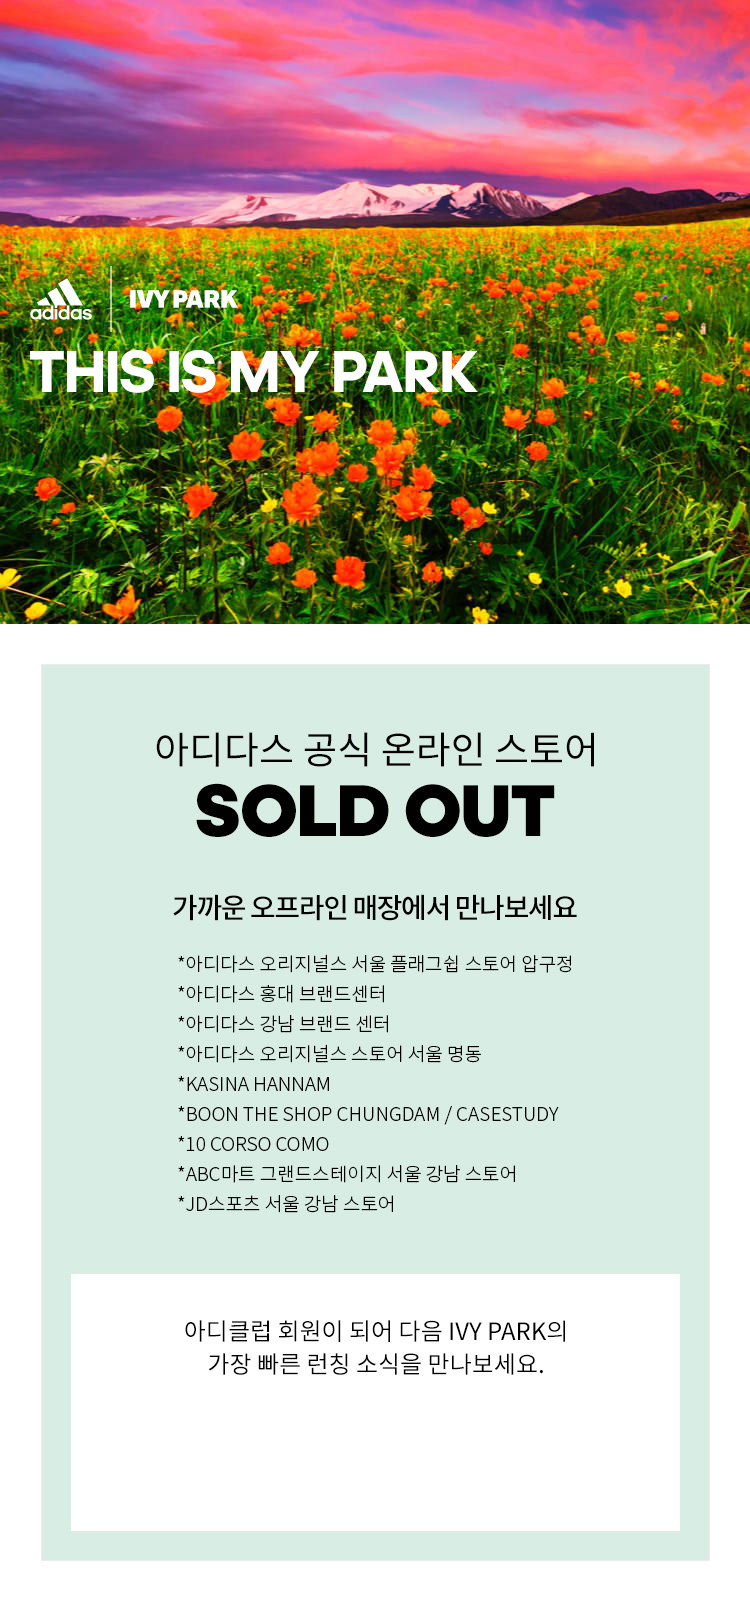 adidas
IVY PARK
THIS IS MY PARK
아디다스 공식 온라인 스토어
SOLD OUT
가까운 오프라인 매장에서 만나보세요
*아디다스 오리지널스 서울 플래그쉽 스토어 압구정
*아디다스 홍대 브랜드센터
*아디다스 강남 브랜드 센터
*아디다스 오리지널스 스토어 서울 명동
*KASINA HANNAM
*BOON THE SHOP CHUNGDAM / CASESTUDY
*10 CORSO COMO
*ABC마트 그랜드스테이지 서울 강남 스토어
*JD스포츠 서울 강남 스토어
아디클럽 회원이 되어 다음 IVY PARK의
가장 빠른 런칭 소식을 만나보세요.